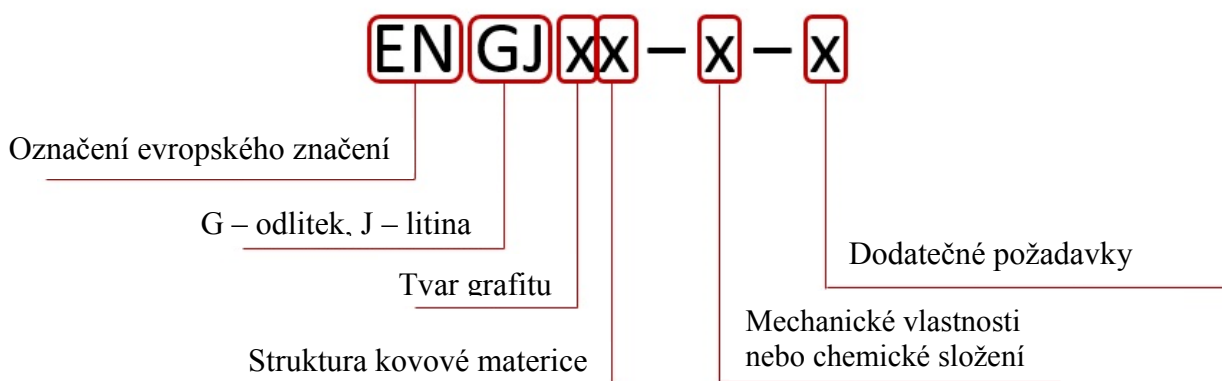 EN GJ x x – x – x
Označení evropského značení
G – odlitek, J – litina
Dodatečné požadavky
Tvar grafitu
Mechanické vlastnosti
nebo chemické složení
Struktura kovové materice